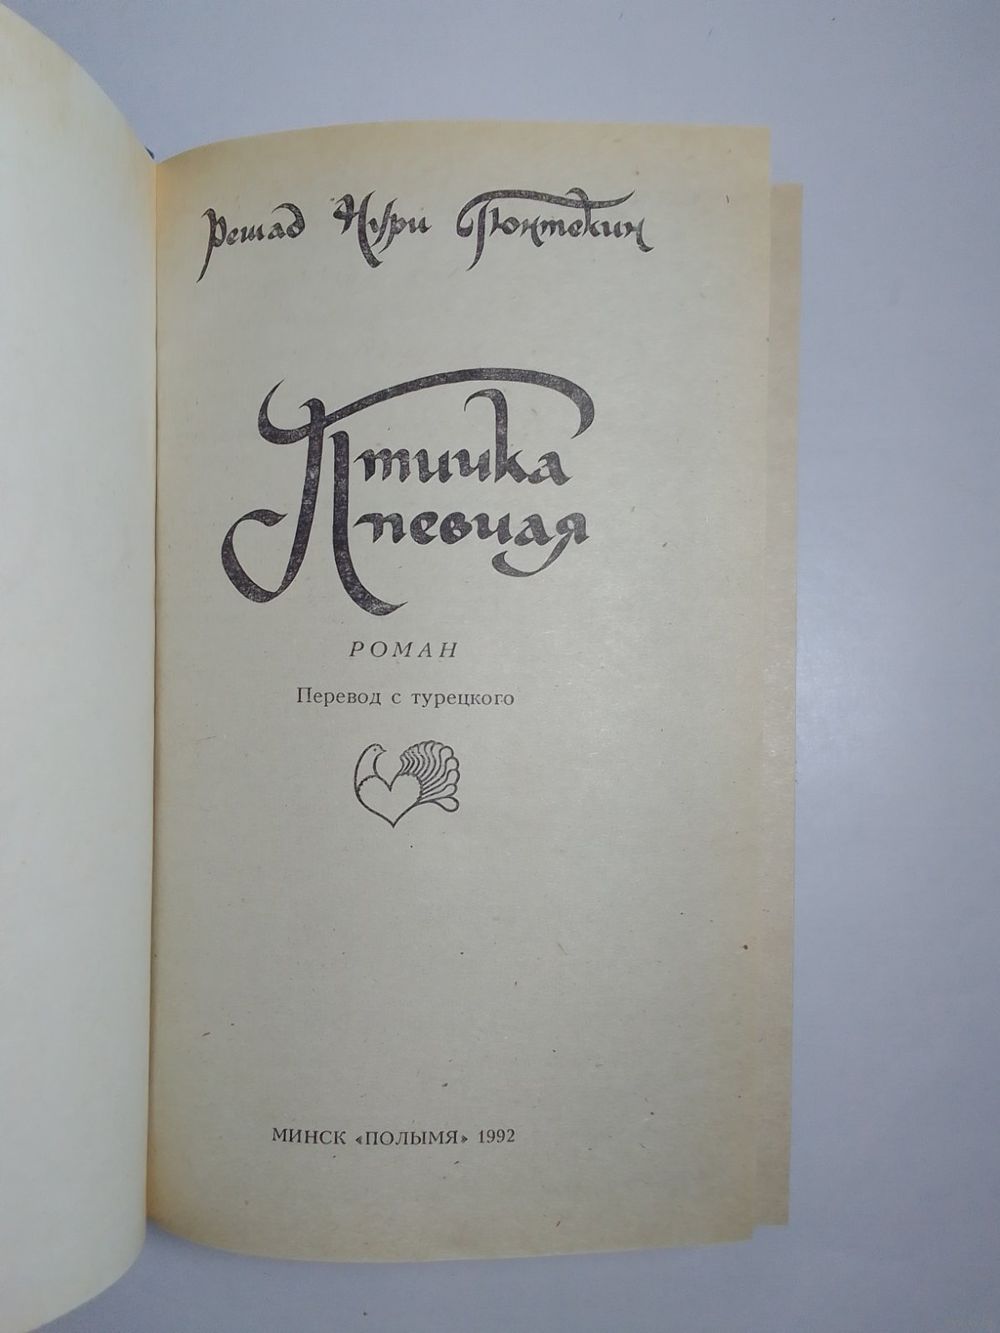 Решад Нури Гюнтекин
Птичка
певчая
РОМАН
Перевод с турецкого
МИНСК «ПОЛЫМЯ» 1992